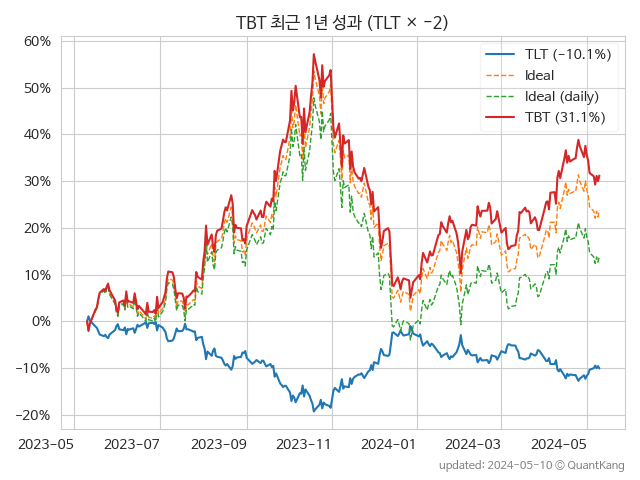 TBT 최근 1년 성과 (TLT × −2)
60%
50%
40%
30%
20%
10%
0%
−10%
−20%
TLT (−10.1%)
Ideal
Ideal (daily)
TBT (31.1%)
2023-05 2023-07 2023-09 2023-11 2024-01 2024-03 2024-05
updated: 2024-05-10 © QuantKang